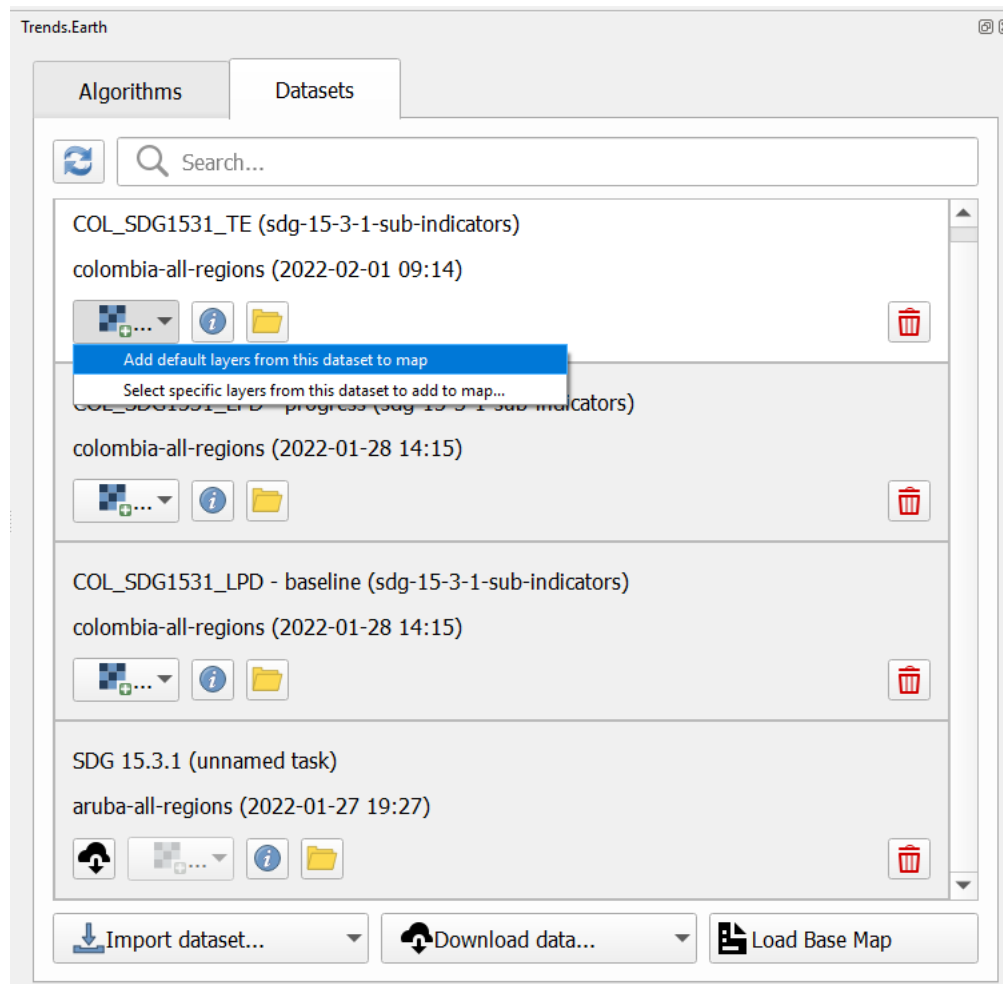 Trends.Earth
Algorithms
Datasets
Search...
COL_SDG1531_TE (sdg-15-3-1-sub-indicators)
colombia-all-regions (2022-02-01 09:14)
...
Add default layers from this dataset to map
Select specific layers from this dataset to add to map...
COL_SDG1531_LPD - progress (sdg-15-3-1-sub-indicators)
colombia-all-regions (2022-01-28 14:15)
...
COL_SDG1531_LPD - baseline (sdg-15-3-1-sub-indicators)
colombia-all-regions (2022-01-28 14:15)
...
SDG 15.3.1 (unnamed task)
aruba-all-regions (2022-01-27 19:27)
...
Import dataset...
Download data...
Load Base Map